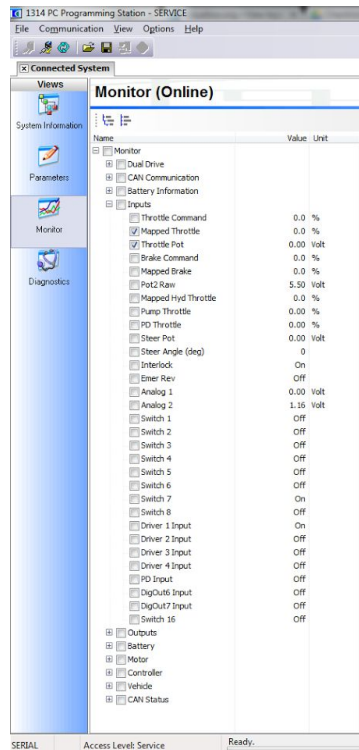 1314 PC Programming Station - SERVICE
File Communication View Options Help
Connected System
Views
System Information
Parameters
Monitor
Diagnostics
Monitor (Online)
Name Value Unit
Monitor
Dual Drive
CAN Communication
Battery Information
Inputs
Throttle Command 0.0 %
Mapped Throttle 0.0 %
Throttle Pot 0.00 Volt
Brake Command 0.0 %
Mapped Brake 0.0 %
Pot2 Raw 5.50 Volt
Mapped Hyd Throttle 0.0 %
Pump Throttle 0.00 %
PD Throttle 0.00 %
Steer Pot 0.00 Volt
Steer Angle (deg) 0
Interlock On
Emer Rev Off
Analog 1 0.00 Volt
Analog 2 1.16 Volt
Switch 1 Off
Switch 2 Off
Switch 3 Off
Switch 4 Off
Switch 5 Off
Switch 6 Off
Switch 7 On
Switch 8 Off
Driver 1 Input On
Driver 2 Input Off
Driver 3 Input Off
Driver 4 Input Off
PD Input Off
DigOut6 Input Off
DigOut7 Input Off
Switch 16 Off
Outputs
Battery
Motor
Controller
Vehicle
CAN Status
SERIAL Access Level: Service Ready.